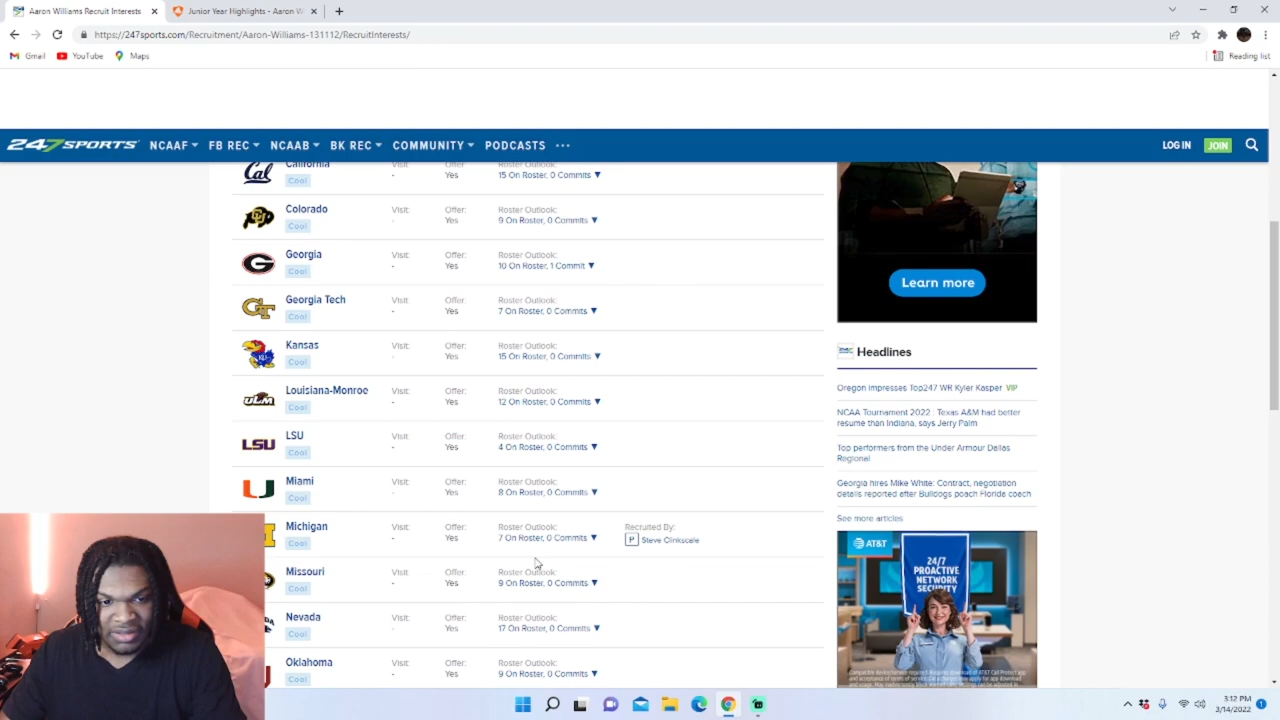 Aaron Williams Recruit Interests
Junior Year Highlights - Aaron W
https://247sports.com/Recruitment/Aaron-Williams-131112/RecruitInterests/
Gmail YouTube Maps Reading list
247SPORTS NCAAF FB REC NCAAB BK REC COMMUNITY PODCASTS ••• LOG IN JOIN
Cal California Visit: Offer: Roster Outlook:
Cool - Yes 15 On Roster, 0 Commits ▼
CU Colorado Visit: Offer: Roster Outlook:
Cool - Yes 9 On Roster, 0 Commits ▼
G Georgia Visit: Offer: Roster Outlook:
Cool - Yes 10 On Roster, 1 Commit ▼
GT Georgia Tech Visit: Offer: Roster Outlook:
Cool - Yes 7 On Roster, 0 Commits ▼
KU Kansas Visit: Offer: Roster Outlook:
Cool - Yes 15 On Roster, 0 Commits ▼
ULM Louisiana-Monroe Visit: Offer: Roster Outlook:
Cool - Yes 12 On Roster, 0 Commits ▼
LSU LSU Visit: Offer: Roster Outlook:
Cool - Yes 4 On Roster, 0 Commits ▼
Miami Visit: Offer: Roster Outlook:
Cool - Yes 8 On Roster, 0 Commits ▼
Michigan Visit: Offer: Roster Outlook: Recruited By:
Cool - Yes 7 On Roster, 0 Commits ▼ P Steve Clinkscale
Missouri Visit: Offer: Roster Outlook:
Cool - Yes 9 On Roster, 0 Commits ▼
Nevada Visit: Offer: Roster Outlook:
Cool - Yes 17 On Roster, 0 Commits ▼
Oklahoma Visit: Offer: Roster Outlook:
Cool - Yes 9 On Roster, 0 Commits ▼
Learn more
Headlines
Oregon impresses Top247 WR Kyler Kasper VIP
NCAA Tournament 2022 : Texas A&M had better
resume than Indiana, says Jerry Palm
Top performers from the Under Armour Dallas
Regional
Georgia hires Mike White: Contract, negotiation
details reported after Bulldogs poach Florida coach
See more articles
AT&T
24/7
PROACTIVE
NETWORK
SECURITY
3:12 PM
3/14/2022